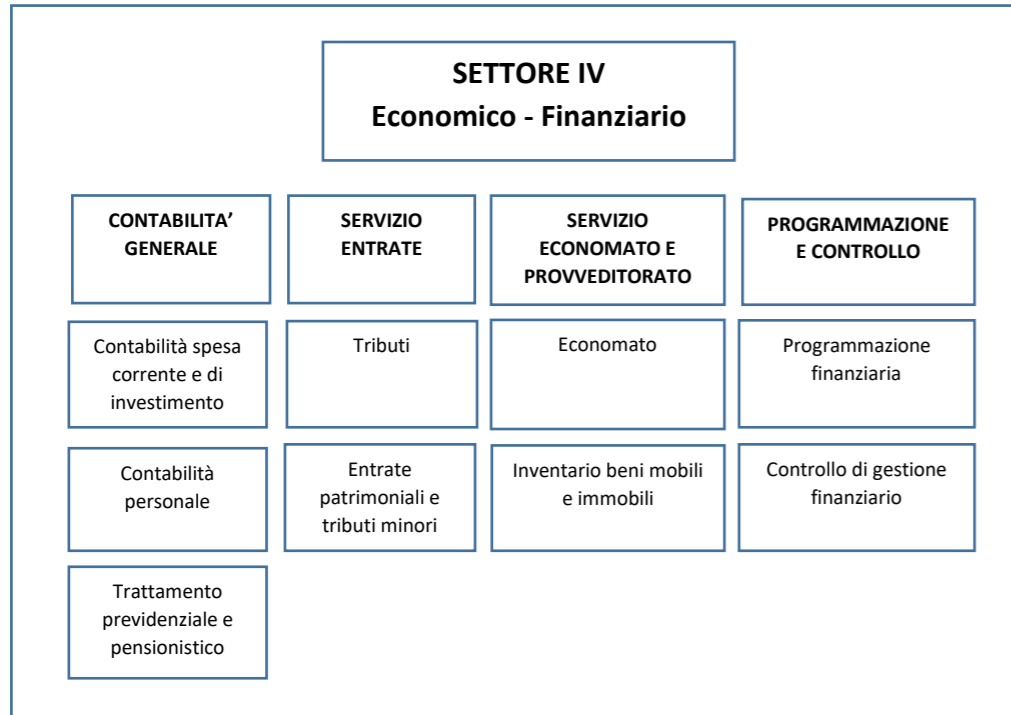 SETTORE IV
Economico - Finanziario
CONTABILITA’
GENERALE
SERVIZIO
ENTRATE
SERVIZIO
ECONOMATO E
PROVVEDITORATO
PROGRAMMAZIONE
E CONTROLLO
Contabilità spesa
corrente e di
investimento
Tributi
Economato
Programmazione
finanziaria
Contabilità
personale
Entrate
patrimoniali e
tributi minori
Inventario beni mobili
e immobili
Controllo di gestione
finanziario
Trattamento
previdenziale e
pensionistico